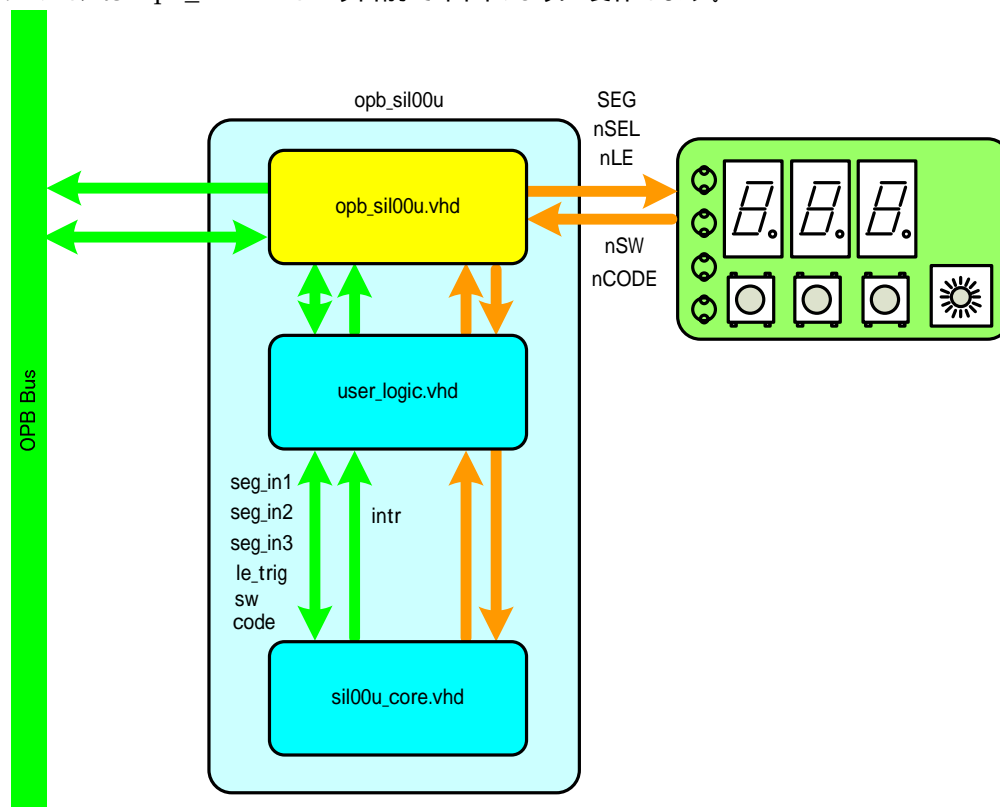 opb_sil00u
SEG
nSEL
nLE
opb_sil00u.vhd
nSW
nCODE
user_logic.vhd
OPB Bus
seg_in1
seg_in2
seg_in3
le_trig
sw
code
intr
sil00u_core.vhd